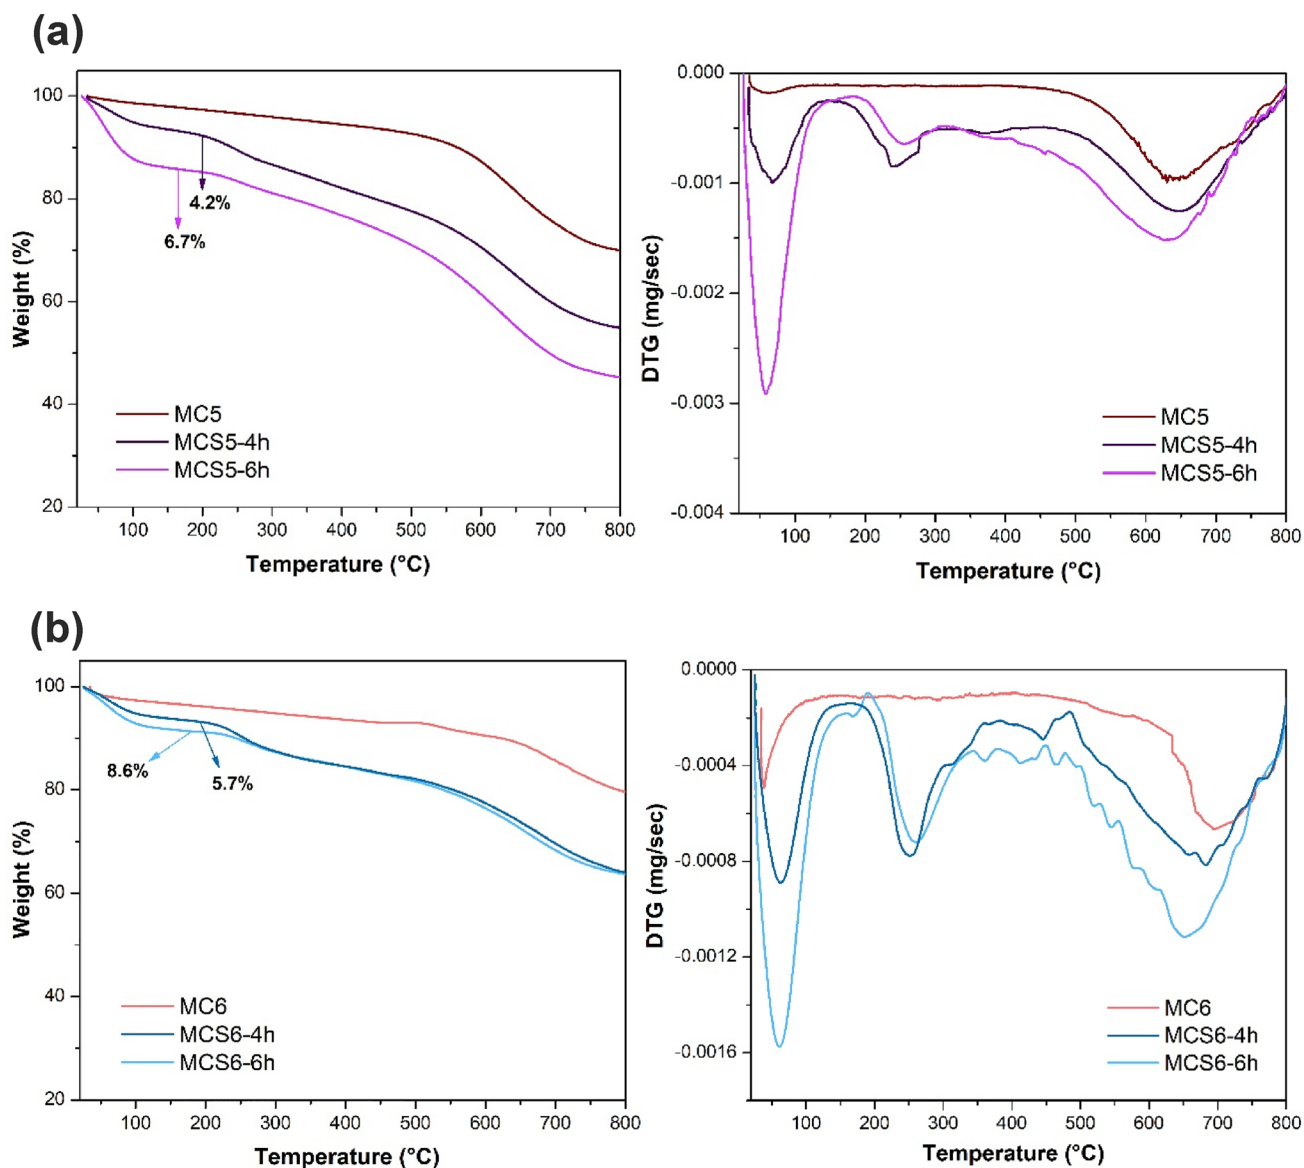 (a)
100
80
60
40
20
Weight (%)
4.2%
6.7%
MC5
MCS5-4h
MCS5-6h
100 200 300 400 500 600 700 800
Temperature (°C)
0.000
-0.001
-0.002
-0.003
-0.004
DTG (mg/sec)
MC5
MCS5-4h
MCS5-6h
100 200 300 400 500 600 700 800
Temperature (°C)
(b)
100
80
60
40
20
Weight (%)
8.6%
5.7%
MC6
MCS6-4h
MCS6-6h
100 200 300 400 500 600 700 800
Temperature (°C)
0.0000
-0.0004
-0.0008
-0.0012
-0.0016
DTG (mg/sec)
MC6
MCS6-4h
MCS6-6h
100 200 300 400 500 600 700 800
Temperature (°C)